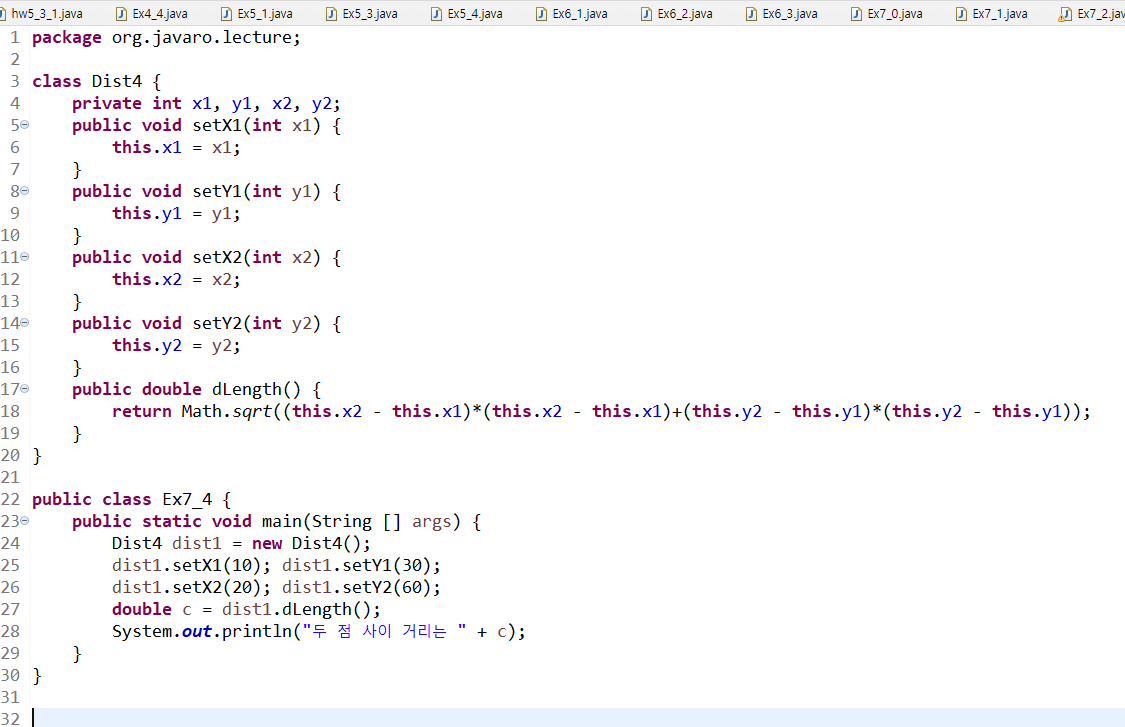 hw5_3_1.java Ex4_4.java Ex5_1.java Ex5_3.java Ex5_4.java Ex6_1.java Ex6_2.java Ex6_3.java Ex7_0.java Ex7_1.java Ex7_2.jav
1 package org.javaro.lecture;
2
3 class Dist4 {
4     private int x1, y1, x2, y2;
5     public void setX1(int x1) {
6         this.x1 = x1;
7     }
8     public void setY1(int y1) {
9         this.y1 = y1;
10     }
11     public void setX2(int x2) {
12         this.x2 = x2;
13     }
14     public void setY2(int y2) {
15         this.y2 = y2;
16     }
17     public double dLength() {
18         return Math.sqrt((this.x2 - this.x1)*(this.x2 - this.x1)+(this.y2 - this.y1)*(this.y2 - this.y1));
19     }
20 }
21
22 public class Ex7_4 {
23     public static void main(String [] args) {
24         Dist4 dist1 = new Dist4();
25         dist1.setX1(10); dist1.setY1(30);
26         dist1.setX2(20); dist1.setY2(60);
27         double c = dist1.dLength();
28         System.out.println("두 점 사이 거리는 " + c);
29     }
30 }
31
32